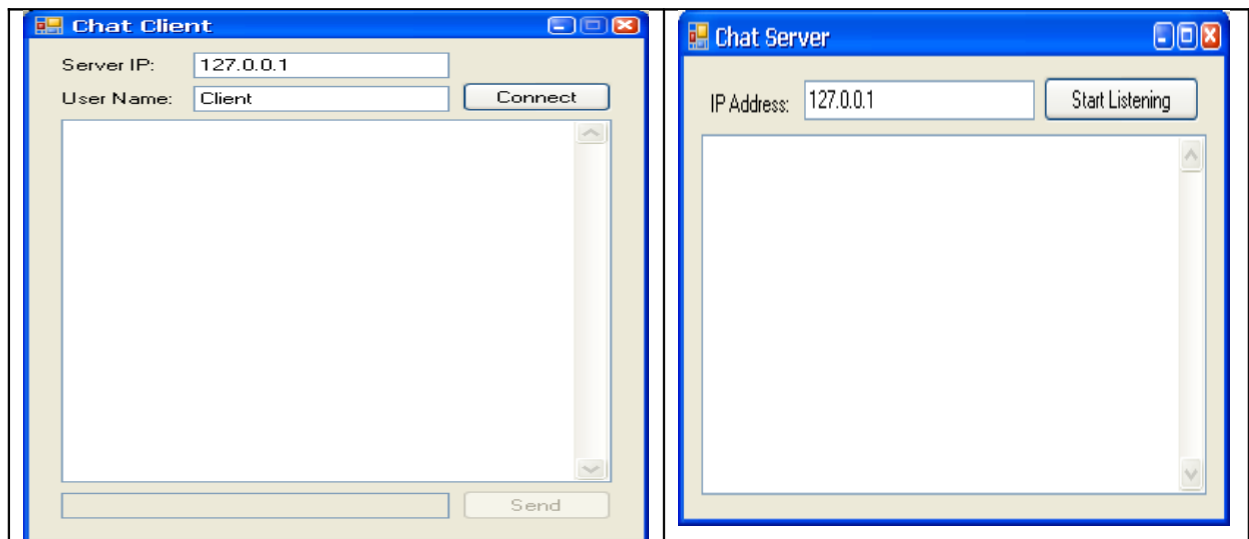 Chat Client
Server IP: 127.0.0.1
User Name: Client Connect
Send
Chat Server
IP Address: 127.0.0.1 Start Listening